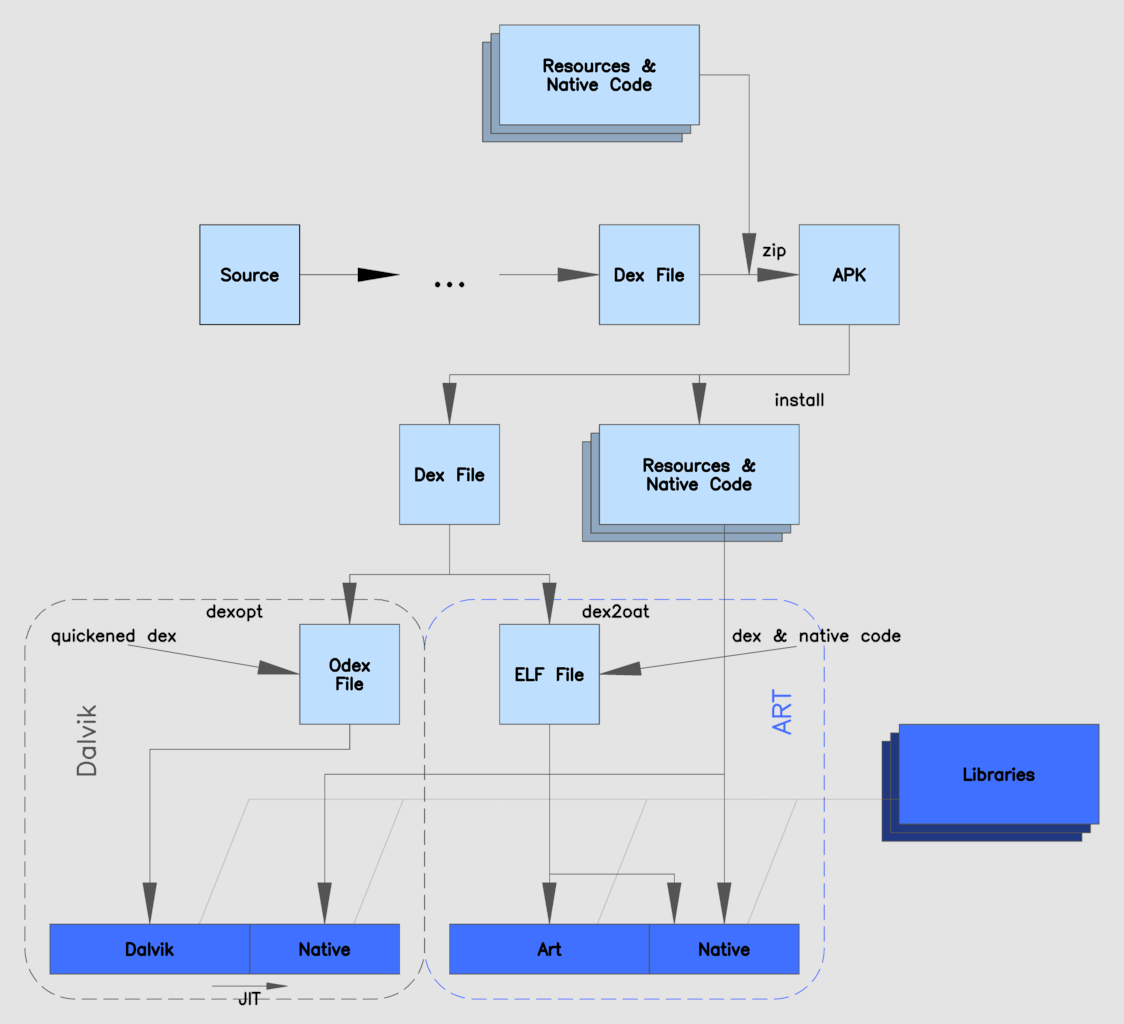 Resources &
Native Code
Source
...
Dex File
zip
APK
install
Dex File
Resources &
Native Code
dexopt
dex2oat
quickened dex
dex & native code
Odex
File
ELF File
Dalvik
ART
Libraries
Dalvik
Native
Art
Native
JIT